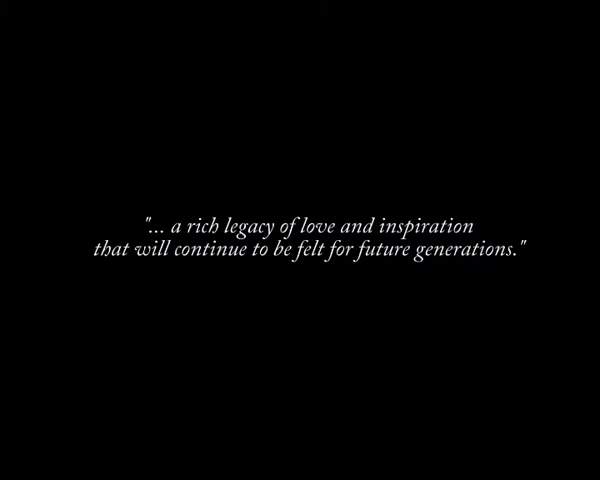 "... a rich legacy of love and inspiration
that will continue to be felt for future generations."